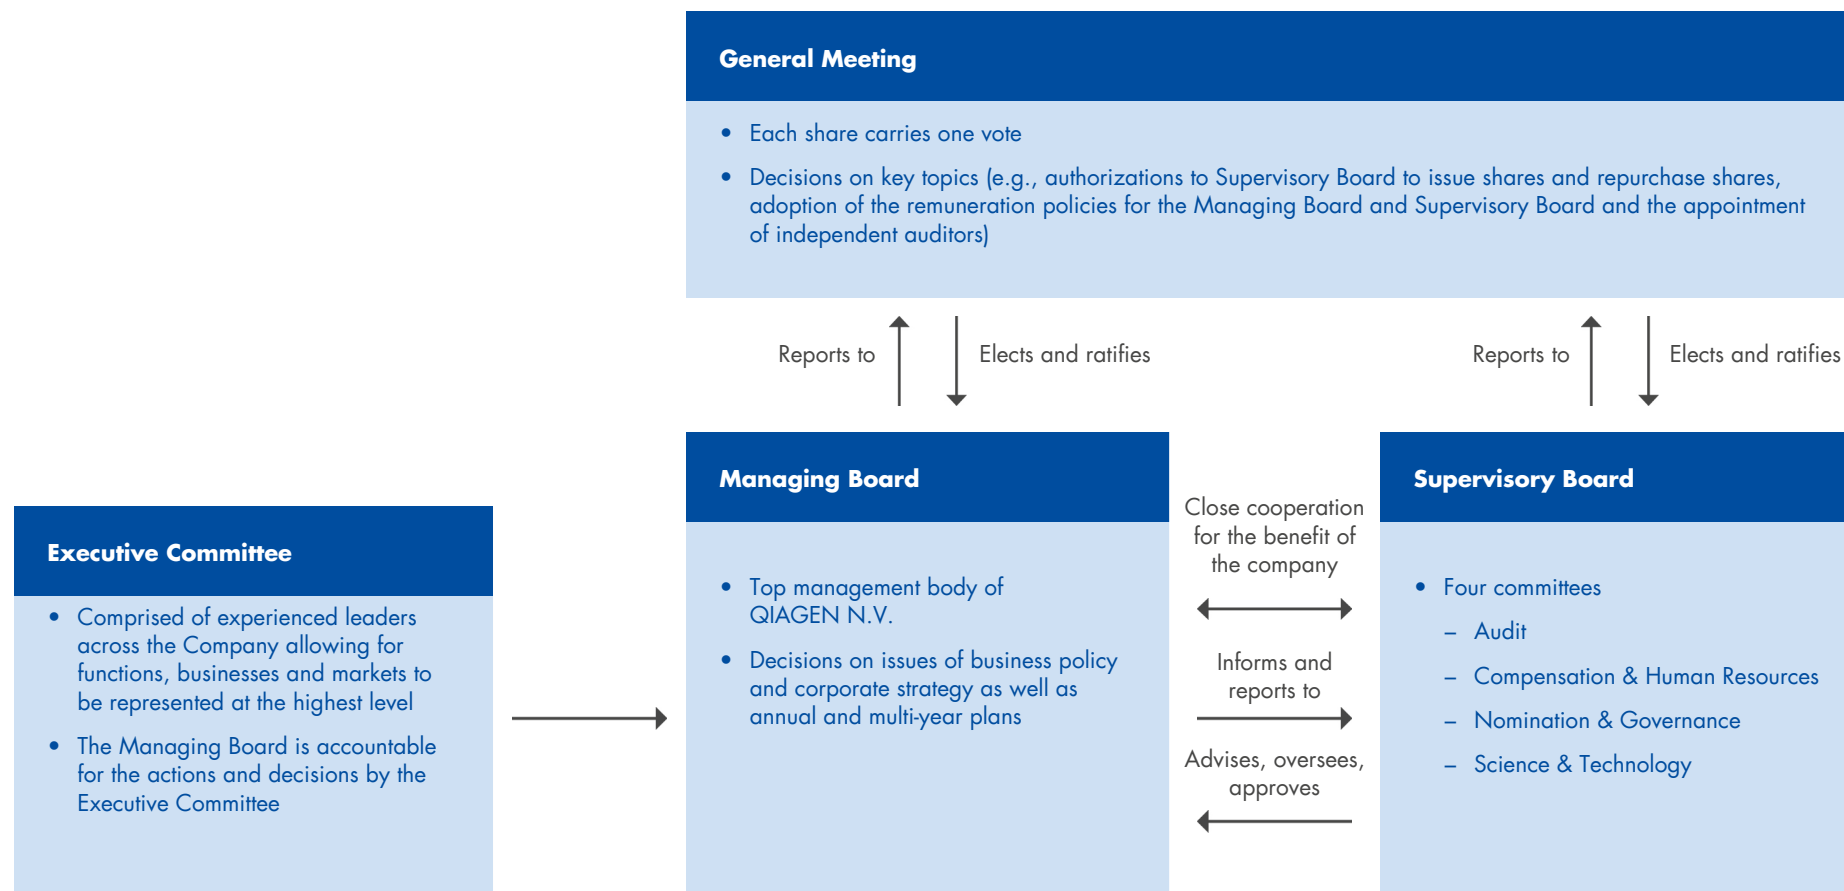 General Meeting
• Each share carries one vote
• Decisions on key topics (e.g., authorizations to Supervisory Board to issue shares and repurchase shares,
adoption of the remuneration policies for the Managing Board and Supervisory Board and the appointment
of independent auditors)
Reports to
Elects and ratifies
Reports to
Elects and ratifies
Executive Committee
• Comprised of experienced leaders
across the Company allowing for
functions, businesses and markets to
be represented at the highest level
• The Managing Board is accountable
for the actions and decisions by the
Executive Committee
Managing Board
• Top management body of
QIAGEN N.V.
• Decisions on issues of business policy
and corporate strategy as well as
annual and multi-year plans
Close cooperation
for the benefit of
the company
Informs and
reports to
Advises, oversees,
approves
Supervisory Board
• Four committees
– Audit
– Compensation & Human Resources
– Nomination & Governance
– Science & Technology